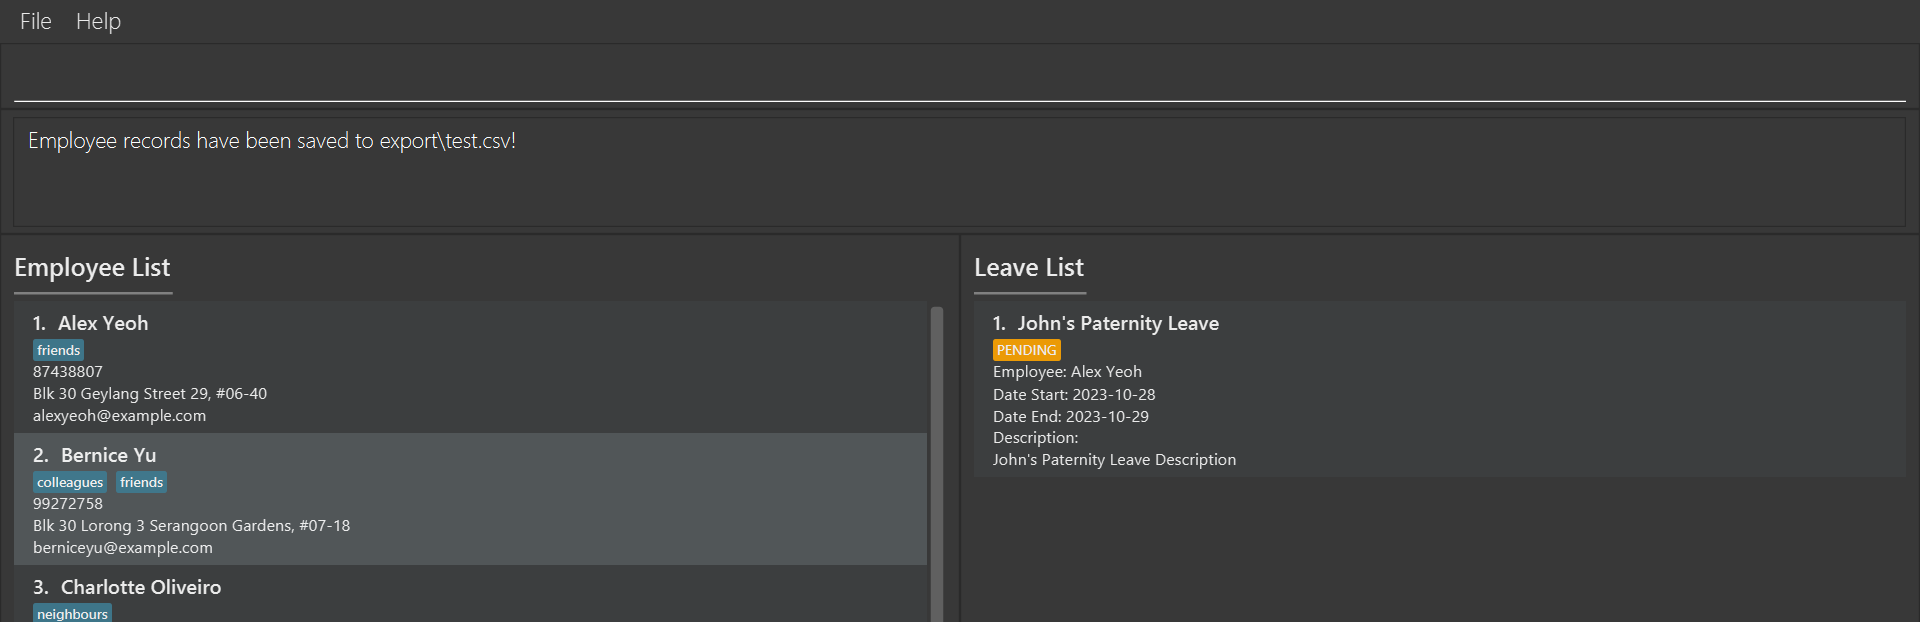 File Help
Employee records have been saved to export\test.csv!
Employee List
1. Alex Yeoh
friends
87438807
Blk 30 Geylang Street 29, #06-40
alexyeoh@example.com
2. Bernice Yu
colleagues friends
99272758
Blk 30 Lorong 3 Serangoon Gardens, #07-18
berniceyu@example.com
3. Charlotte Oliveiro
neighbours
Leave List
1. John's Paternity Leave
PENDING
Employee: Alex Yeoh
Date Start: 2023-10-28
Date End: 2023-10-29
Description:
John's Paternity Leave Description